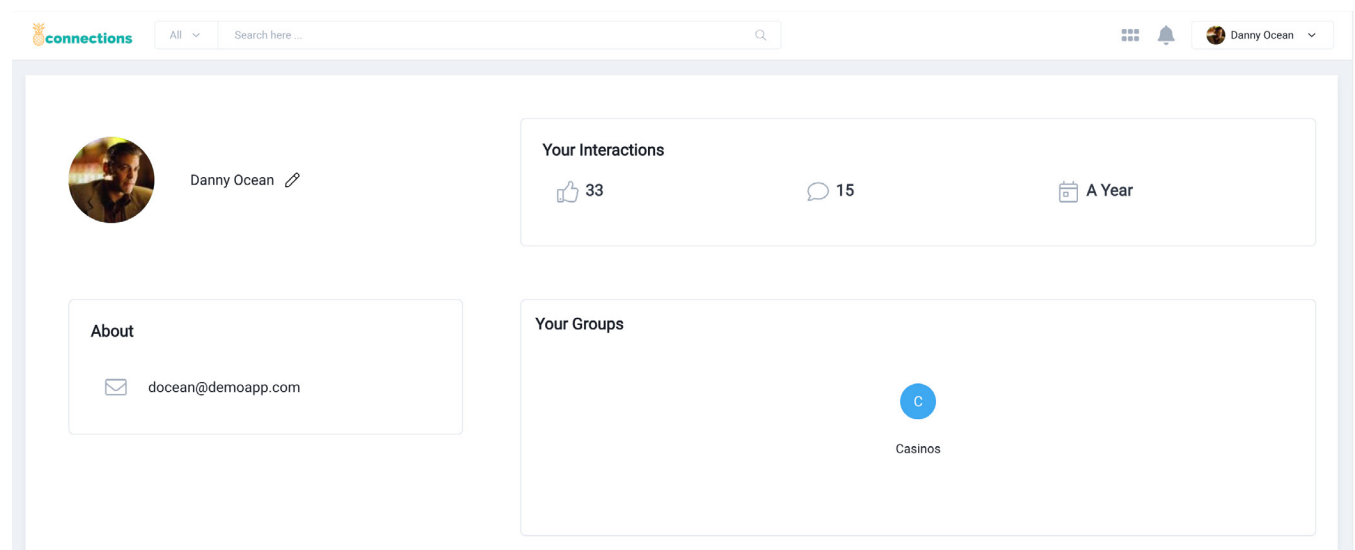 connections
All
Search here ...
Danny Ocean
Danny Ocean
Your Interactions
33
15
A Year
About
docean@demoapp.com
Your Groups
C
Casinos